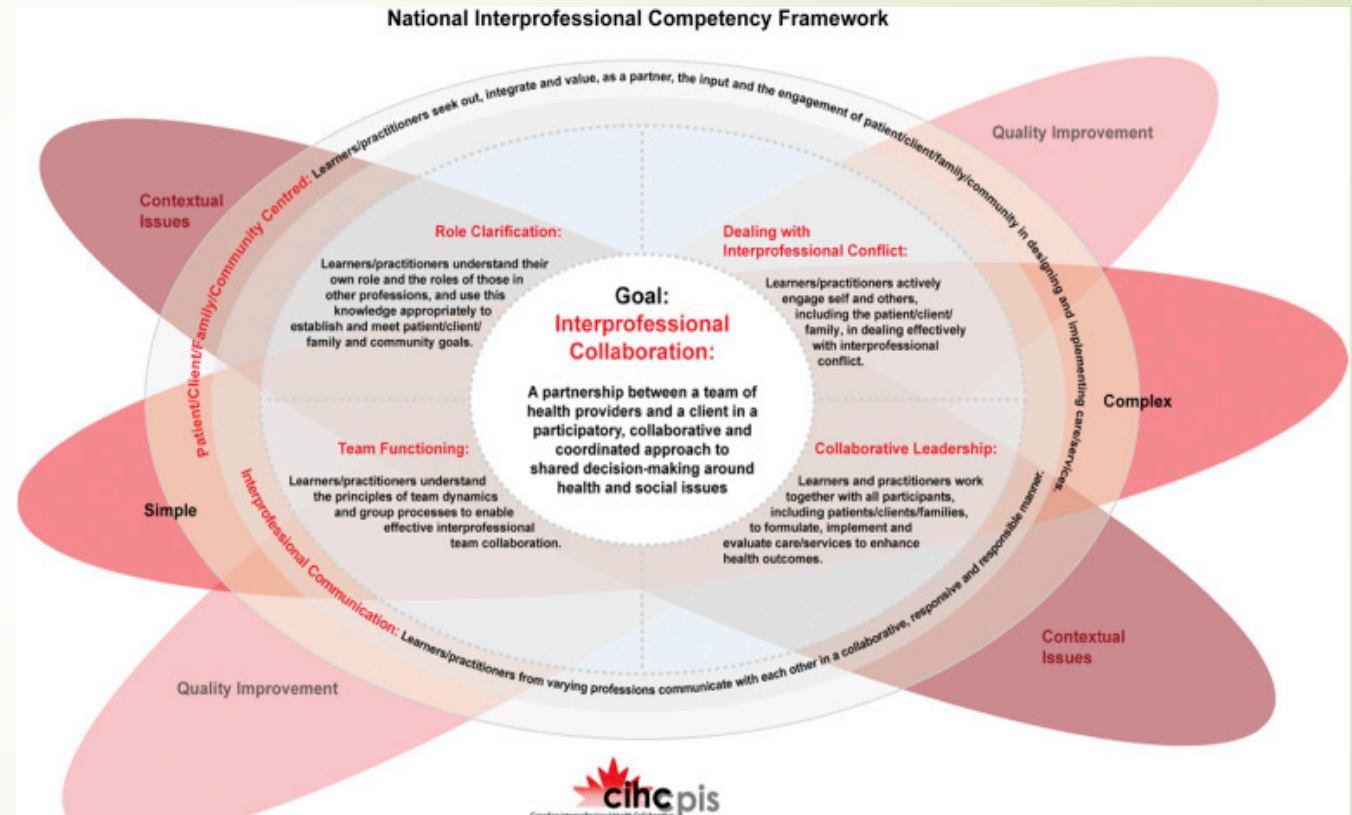 National Interprofessional Competency Framework
Patient/Client/Family/Community Centred: Learners/practitioners seek out, integrate and value, as a partner, the input and the engagement of patient/client/family/community in designing and implementing care/services.
Contextual
Issues
Quality Improvement
Role Clarification:
Learners/practitioners understand their
own role and the roles of those in
other professions, and use this
knowledge appropriately to
establish and meet patient/client/
family and community goals.
Dealing with
Interprofessional Conflict:
Learners/practitioners actively
engage self and others,
including the patient/client/
family, in dealing effectively
with interprofessional
conflict.
Goal:
Interprofessional
Collaboration:
A partnership between a team of
health providers and a client in a
participatory, collaborative and
coordinated approach to
shared decision-making around
health and social issues
Simple
Complex
Team Functioning:
Learners/practitioners understand
the principles of team dynamics
and group processes to enable
effective interprofessional
team collaboration.
Collaborative Leadership:
Learners and practitioners work
together with all participants,
including patients/clients/families,
to formulate, implement and
evaluate care/services to enhance
health outcomes.
Interprofessional Communication: Learners/practitioners from varying professions communicate with each other in a collaborative, responsive and responsible manner.
Quality Improvement
Contextual
Issues
cihcpis